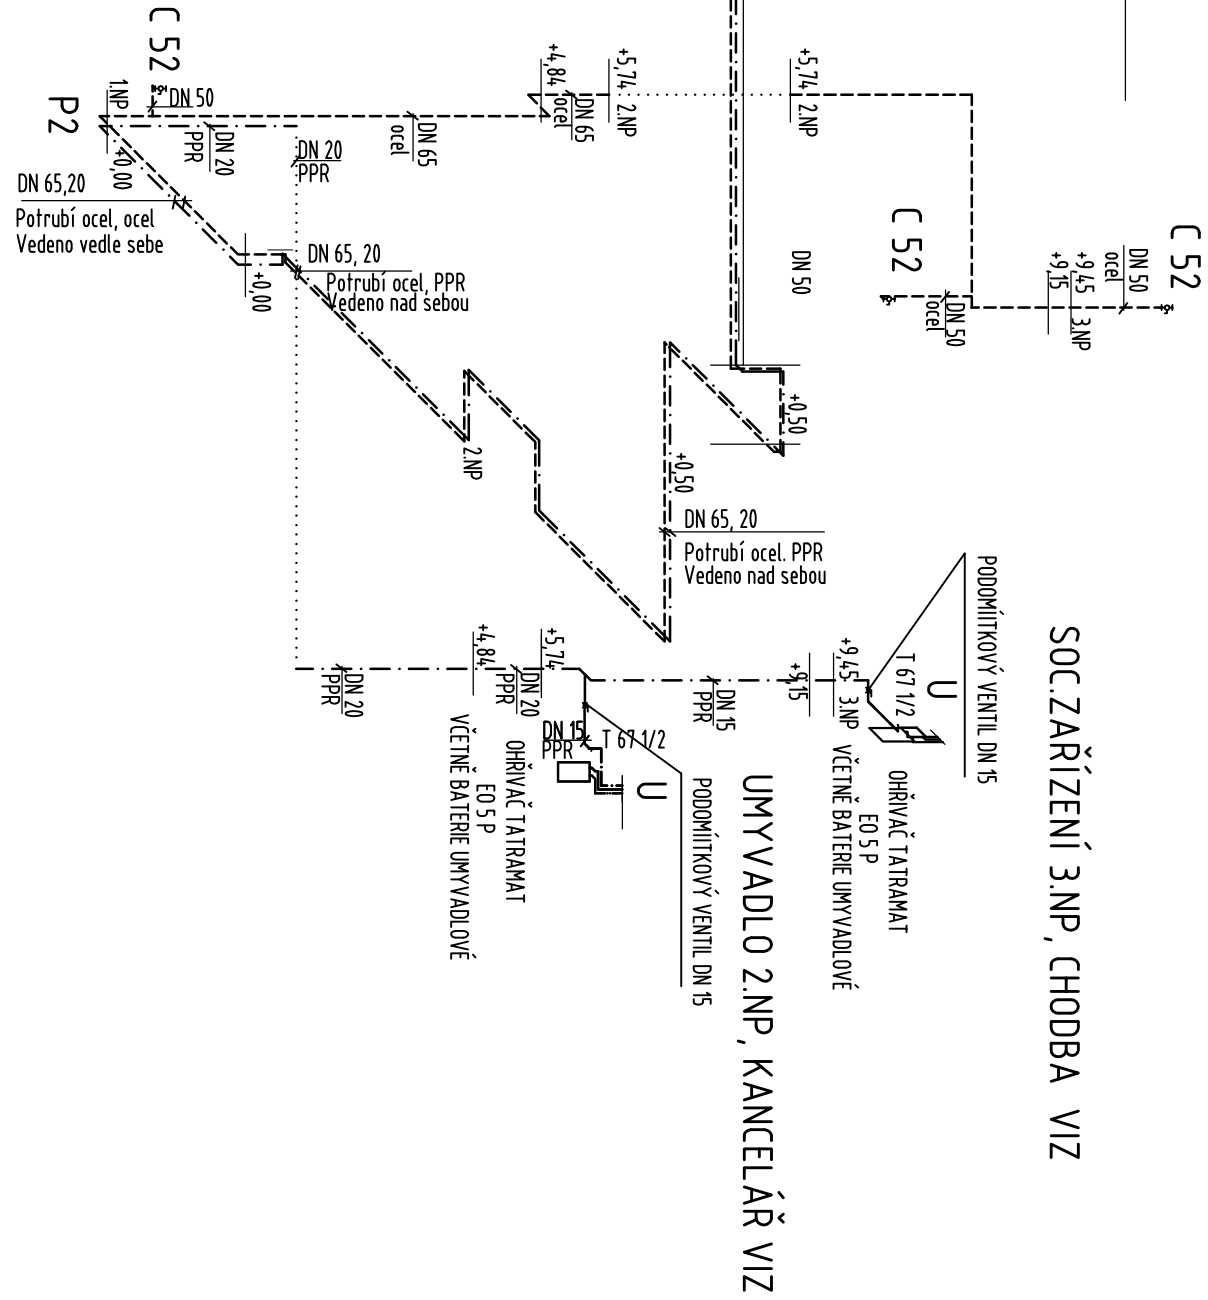 C 52
DN 50
1.NP
P2
+0,00
DN 20
PPR
DN 20
PPR
DN 65
ocel
+4,84
ocel
DN 65
+5,74
2.NP
+5,74
2.NP
C 52
DN 50
ocel
C 52
DN 50
ocel
+9,45
3.NP
+9,15
DN 50
DN 65,20
Potrubí ocel, ocel
Vedeno vedle sebe
+0,00
DN 65, 20
Potrubí ocel, PPR
Vedeno nad sebou
2.NP
+0,50
+0,50
DN 65, 20
Potrubí ocel. PPR
Vedeno nad sebou
SOC.ZAŘÍZENÍ 3.NP, CHODBA VIZ
PODOMÍTKOVÝ VENTIL DN 15
U
T 67 1/2
+9,45
3.NP
+9,15
OHŘIVAČ TATRAMAT
EO 5 P
VČETNĚ BATERIE UMYVADLOVÉ
DN 15
PPR
UMYVADLO 2.NP, KANCELÁŘ VIZ
PODOMÍTKOVÝ VENTIL DN 15
U
T 67 1/2
DN 15
PPR
+5,74
+4,84
DN 20
PPR
DN 20
PPR
OHŘIVAČ TATRAMAT
EO 5 P
VČETNĚ BATERIE UMYVADLOVÉ